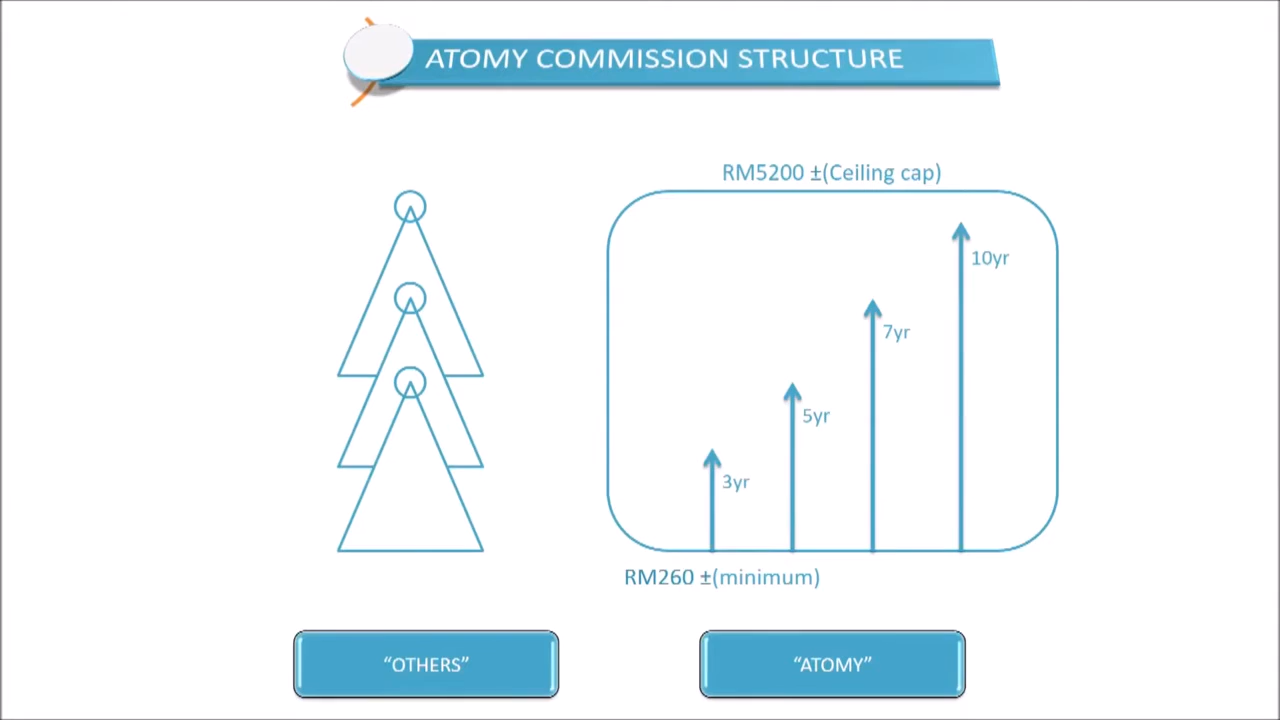 ATOMY COMMISSION STRUCTURE
RM5200 ±(Ceiling cap)
10yr
7yr
5yr
3yr
RM260 ±(minimum)
“OTHERS”
“ATOMY”